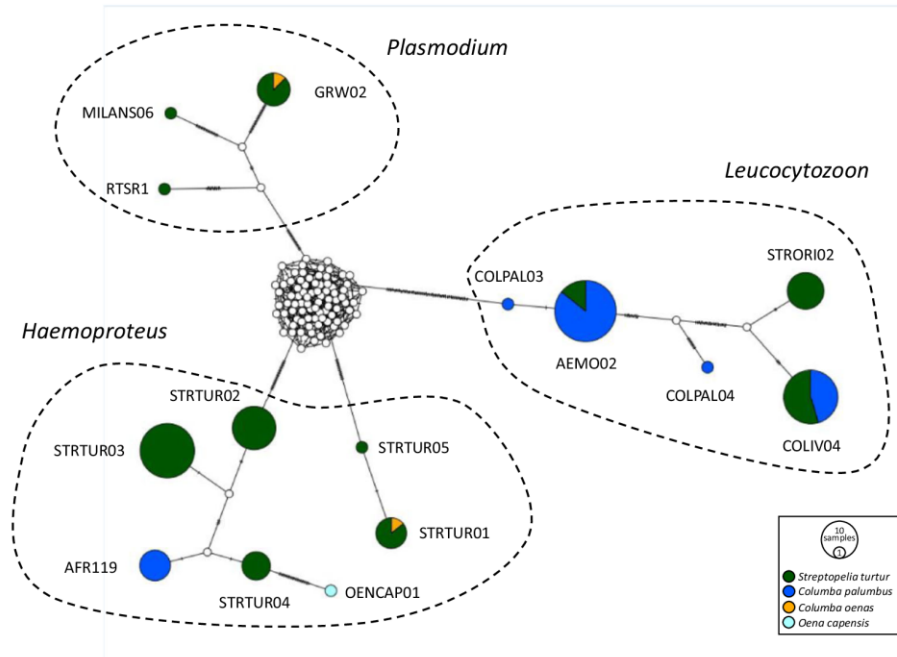 Plasmodium
GRW02
MILANS06
RTSR1
Leucocytozoon
STRORI02
COLPAL03
AEMO02
COLPAL04
COLIV04
Haemoproteus
STRTUR02
STRTUR03
STRTUR05
STRTUR01
AFR119
STRTUR04
OENCAP01
10
samples
1
Streptopelia turtur
Columba palumbus
Columba oenas
Oena capensis